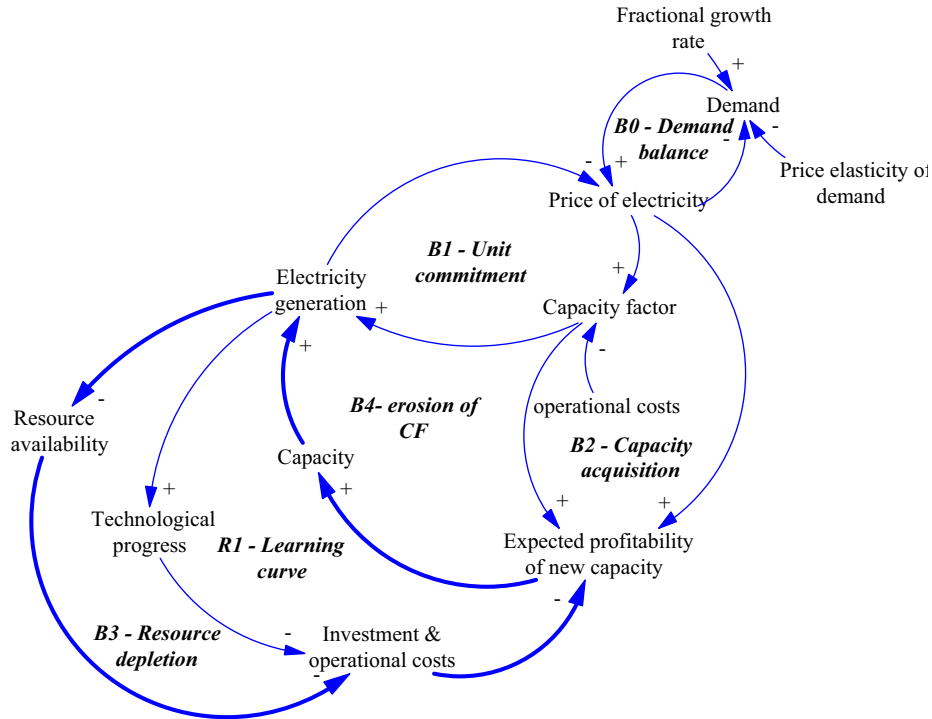 Fractional growth
rate
+
Demand
-
B0 - Demand
balance
-
-
+
Price elasticity of
demand
Price of electricity
B1 - Unit
commitment
Electricity
generation
+
+
Capacity factor
+
-
-
B4- erosion of
CF
operational costs
Resource
availability
B2 - Capacity
acquisition
Capacity
+
+
+
+
Technological
progress
R1 - Learning
curve
Expected profitability
of new capacity
-
B3 - Resource
depletion
-
Investment &
operational costs
-